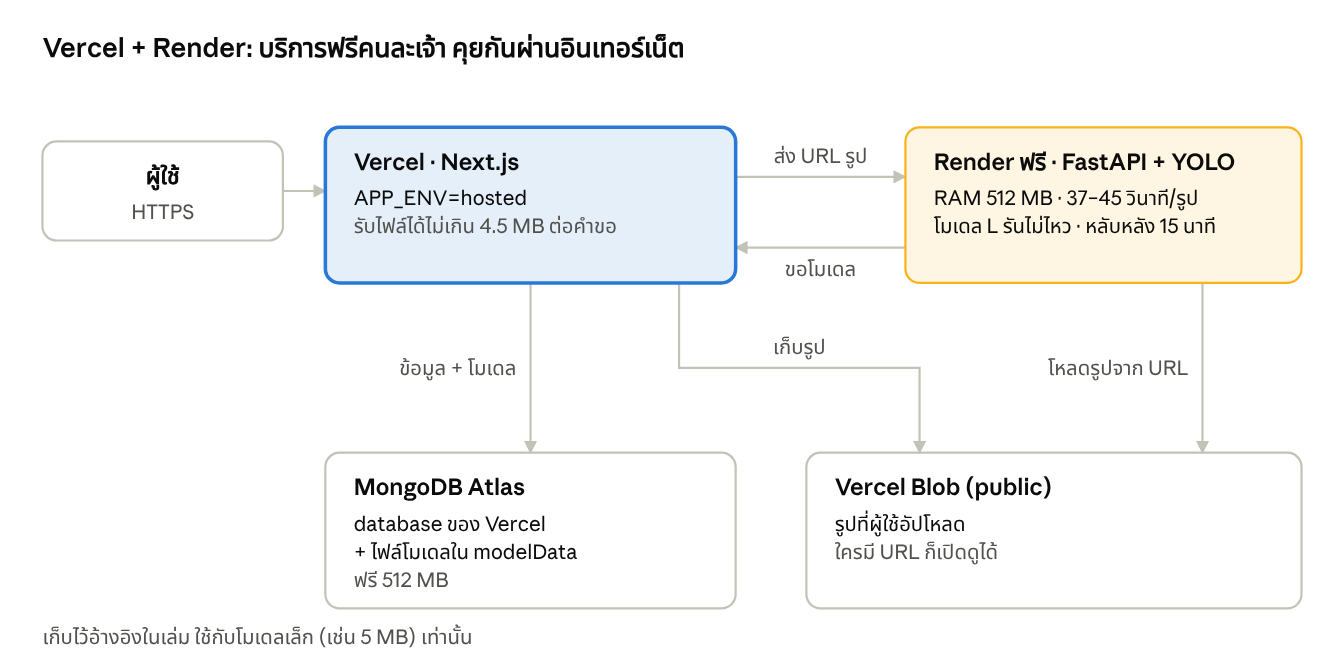 Vercel + Render: บริการฟรีคนละเจ้า คุยกันผ่านอินเทอร์เน็ต
ผู้ใช้
HTTPS
Vercel · Next.js
APP_ENV=hosted
รับไฟล์ได้ไม่เกิน 4.5 MB ต่อคำขอ
ส่ง URL รูป
ขอโมเดล
Render ฟรี · FastAPI + YOLO
RAM 512 MB · 37–45 วินาที/รูป
โมเดล L รันไม่ไหว · หลับหลัง 15 นาที
ข้อมูล + โมเดล
เก็บรูป
โหลดรูปจาก URL
MongoDB Atlas
database ของ Vercel
+ ไฟล์โมเดลใน modelData
ฟรี 512 MB
Vercel Blob (public)
รูปที่ผู้ใช้อัปโหลด
ใครมี URL ก็เปิดดูได้
เก็บไว้อ้างอิงในเล่ม ใช้กับโมเดลเล็ก (เช่น 5 MB) เท่านั้น